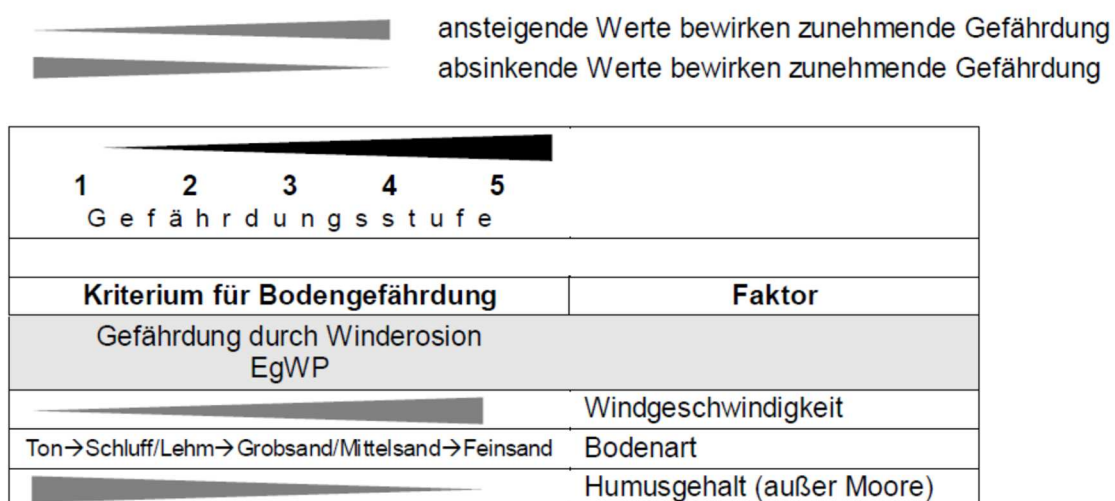 ansteigende Werte bewirken zunehmende Gefährdung
absinkende Werte bewirken zunehmende Gefährdung
1 2 3 4 5
Gefährdungsstufe
Kriterium für Bodengefährdung Faktor
Gefährdung durch Winderosion
EgWP
Windgeschwindigkeit
Ton→Schluff/Lehm→Grobsand/Mittelsand→Feinsand Bodenart
Humusgehalt (außer Moore)